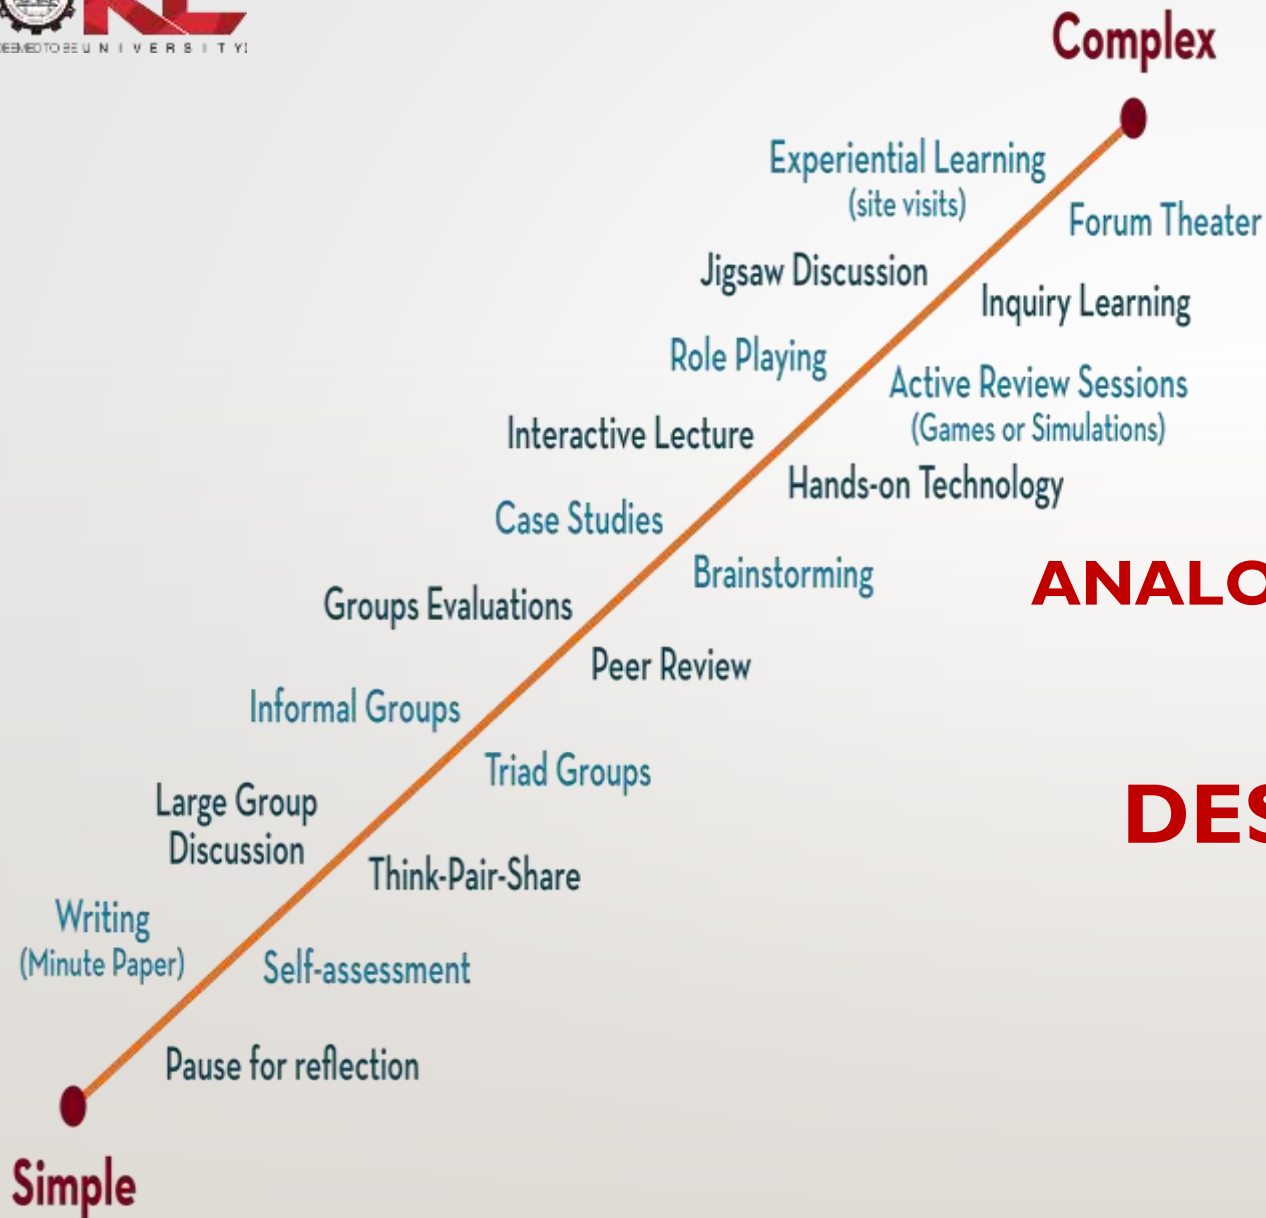 UNIVERSITY
Complex
Experiential Learning
(site visits)
Forum Theater
Jigsaw Discussion
Inquiry Learning
Role Playing
Active Review Sessions
(Games or Simulations)
Interactive Lecture
Hands-on Technology
Case Studies
Brainstorming
Groups Evaluations
Peer Review
Informal Groups
Triad Groups
Large Group
Discussion
Think-Pair-Share
Writing
(Minute Paper)
Self-assessment
Pause for reflection
Simple